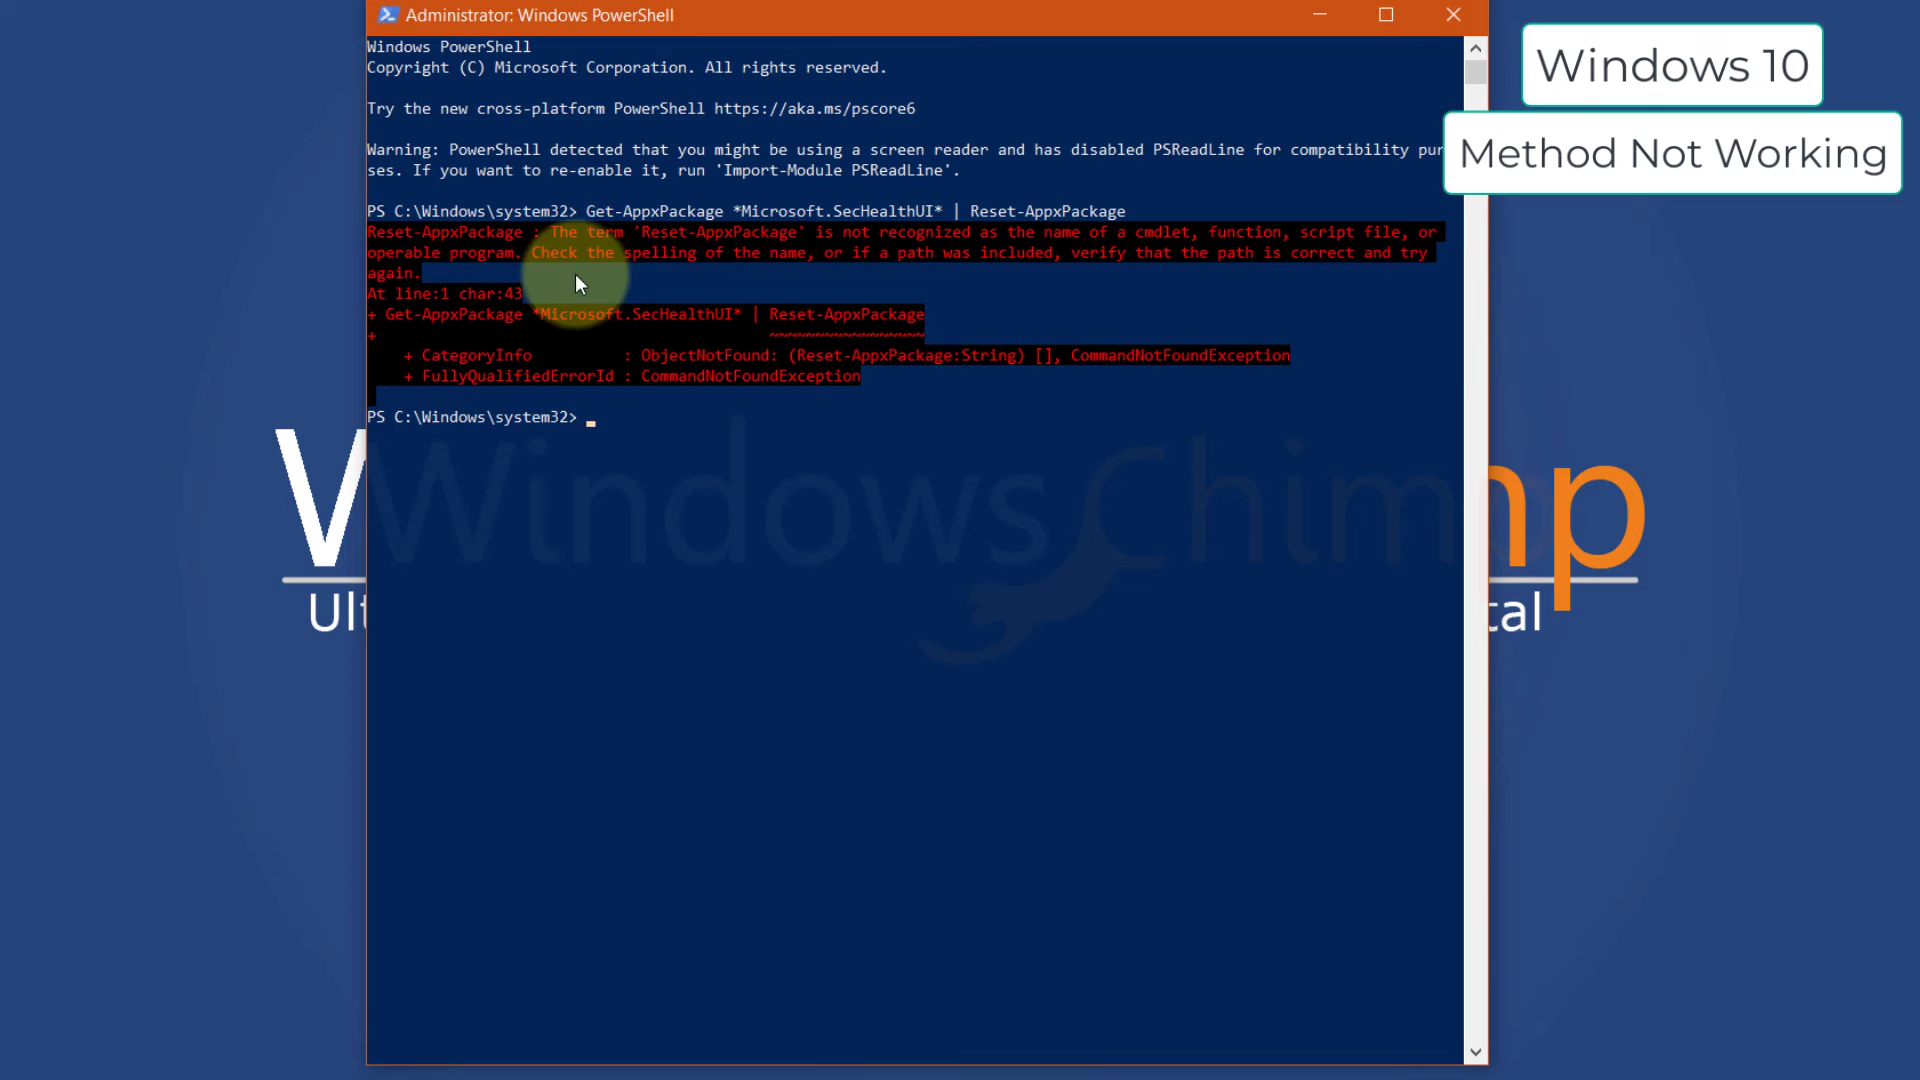 Administrator: Windows PowerShell
Windows 10
Method Not Working
Windows PowerShell
Copyright (C) Microsoft Corporation. All rights reserved.
Try the new cross-platform PowerShell https://aka.ms/pscore6
Warning: PowerShell detected that you might be using a screen reader and has disabled PSReadLine for compatibility pur
ses. If you want to re-enable it, run 'Import-Module PSReadLine'.
PS C:\Windows\system32> Get-AppxPackage *Microsoft.SecHealthUI* | Reset-AppxPackage
Reset-AppxPackage : The term 'Reset-AppxPackage' is not recognized as the name of a cmdlet, function, script file, or
operable program. Check the spelling of the name, or if a path was included, verify that the path is correct and try
again.
At line:1 char:43
+ Get-AppxPackage *Microsoft.SecHealthUI* | Reset-AppxPackage
+                                           ~~~~~~~~~~~~~~~~~
    + CategoryInfo          : ObjectNotFound: (Reset-AppxPackage:String) [], CommandNotFoundException
    + FullyQualifiedErrorId : CommandNotFoundException
PS C:\Windows\system32>
Windows Chimp
W mp
Ult tal